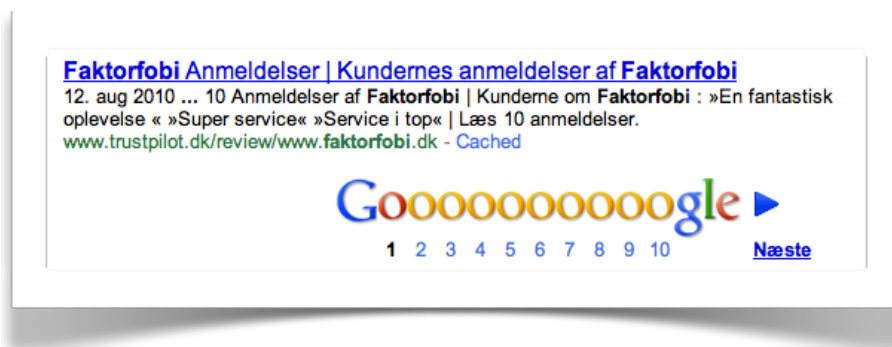 Faktorfobi Anmeldelser | Kundernes anmeldelser af Faktorfobi
12. aug 2010 ... 10 Anmeldelser af Faktorfobi | Kunderne om Faktorfobi : »En fantastisk
oplevelse « »Super service« »Service i top« | Læs 10 anmeldelser.
www.trustpilot.dk/review/www.faktorfobi.dk - Cached
Goooooooooogle
1 2 3 4 5 6 7 8 9 10 Næste